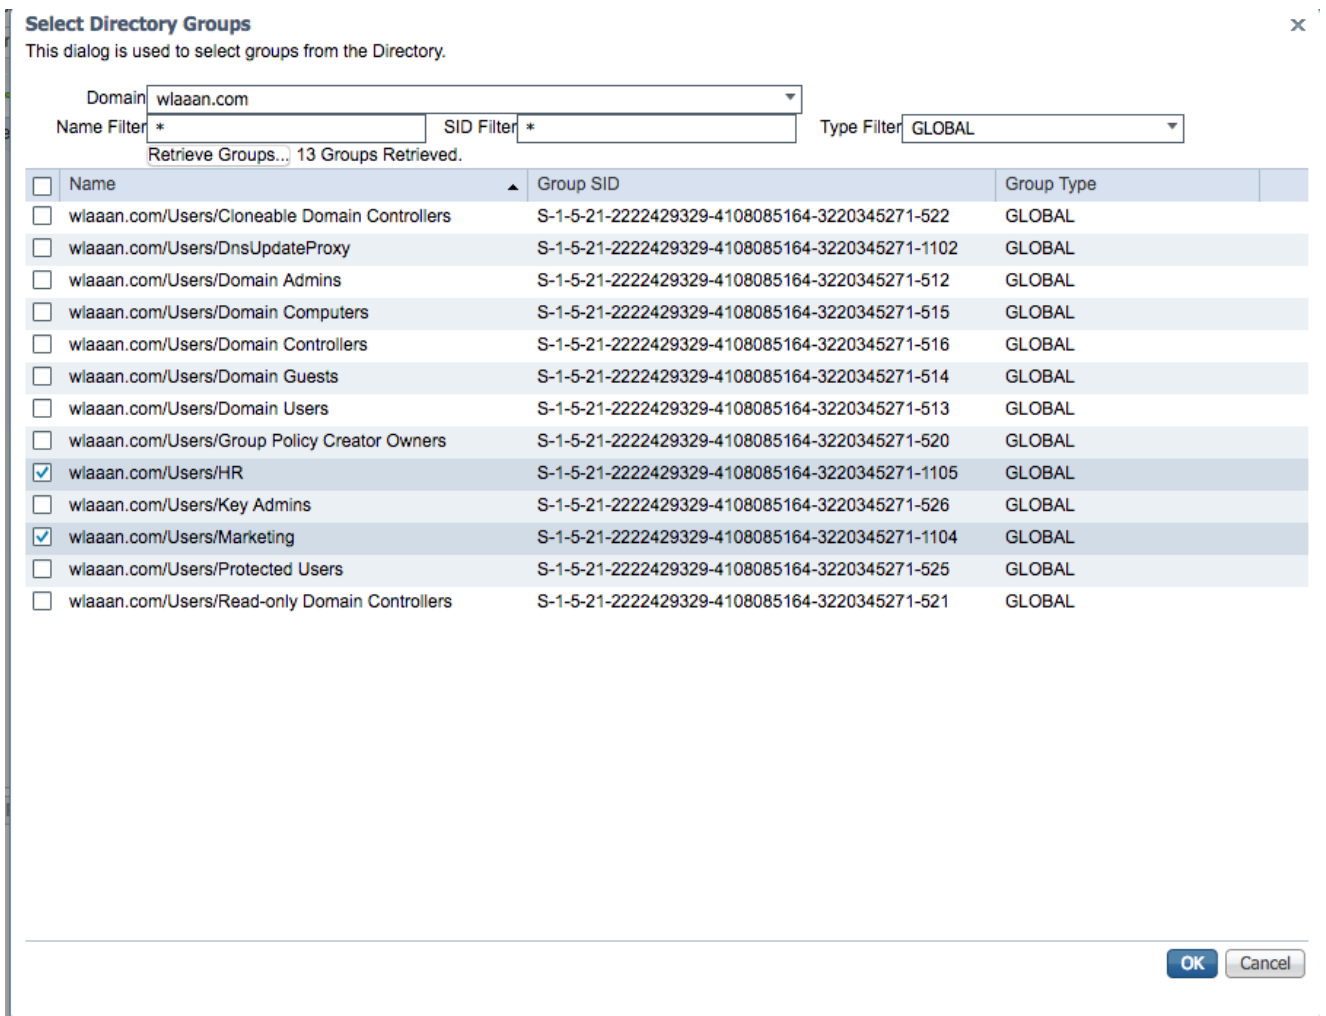 Select Directory Groups
This dialog is used to select groups from the Directory.
Domain wlaaan.com
Name Filter * SID Filter * Type Filter GLOBAL
Retrieve Groups... 13 Groups Retrieved.
Name Group SID Group Type
wlaaan.com/Users/Cloneable Domain Controllers S-1-5-21-2222429329-4108085164-3220345271-522 GLOBAL
wlaaan.com/Users/DnsUpdateProxy S-1-5-21-2222429329-4108085164-3220345271-1102 GLOBAL
wlaaan.com/Users/Domain Admins S-1-5-21-2222429329-4108085164-3220345271-512 GLOBAL
wlaaan.com/Users/Domain Computers S-1-5-21-2222429329-4108085164-3220345271-515 GLOBAL
wlaaan.com/Users/Domain Controllers S-1-5-21-2222429329-4108085164-3220345271-516 GLOBAL
wlaaan.com/Users/Domain Guests S-1-5-21-2222429329-4108085164-3220345271-514 GLOBAL
wlaaan.com/Users/Domain Users S-1-5-21-2222429329-4108085164-3220345271-513 GLOBAL
wlaaan.com/Users/Group Policy Creator Owners S-1-5-21-2222429329-4108085164-3220345271-520 GLOBAL
wlaaan.com/Users/HR S-1-5-21-2222429329-4108085164-3220345271-1105 GLOBAL
wlaaan.com/Users/Key Admins S-1-5-21-2222429329-4108085164-3220345271-526 GLOBAL
wlaaan.com/Users/Marketing S-1-5-21-2222429329-4108085164-3220345271-1104 GLOBAL
wlaaan.com/Users/Protected Users S-1-5-21-2222429329-4108085164-3220345271-525 GLOBAL
wlaaan.com/Users/Read-only Domain Controllers S-1-5-21-2222429329-4108085164-3220345271-521 GLOBAL
OK Cancel